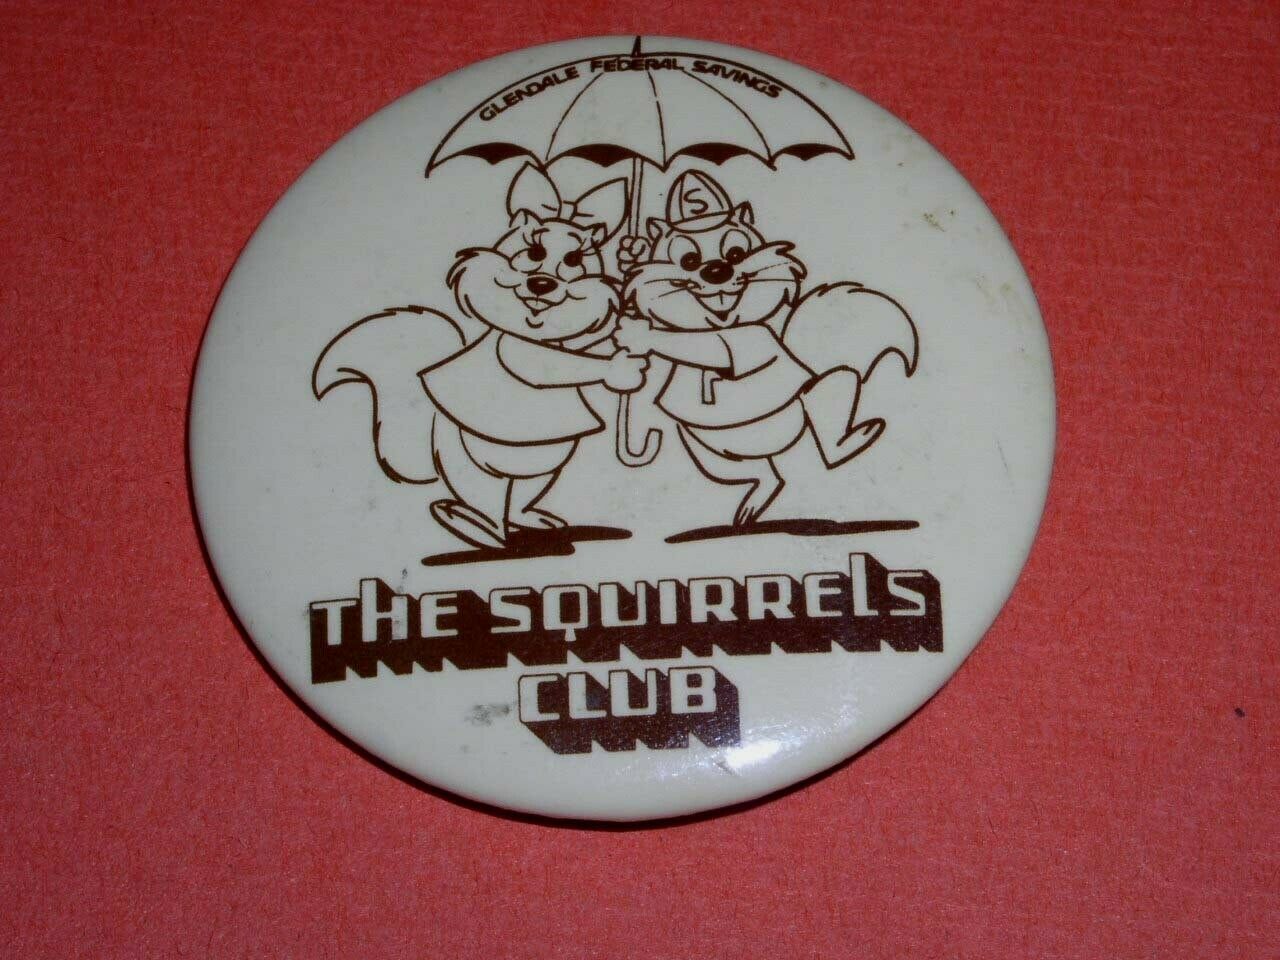 GLENDALE FEDERAL SAVINGS
S
THE SQUIRRELS
CLUB